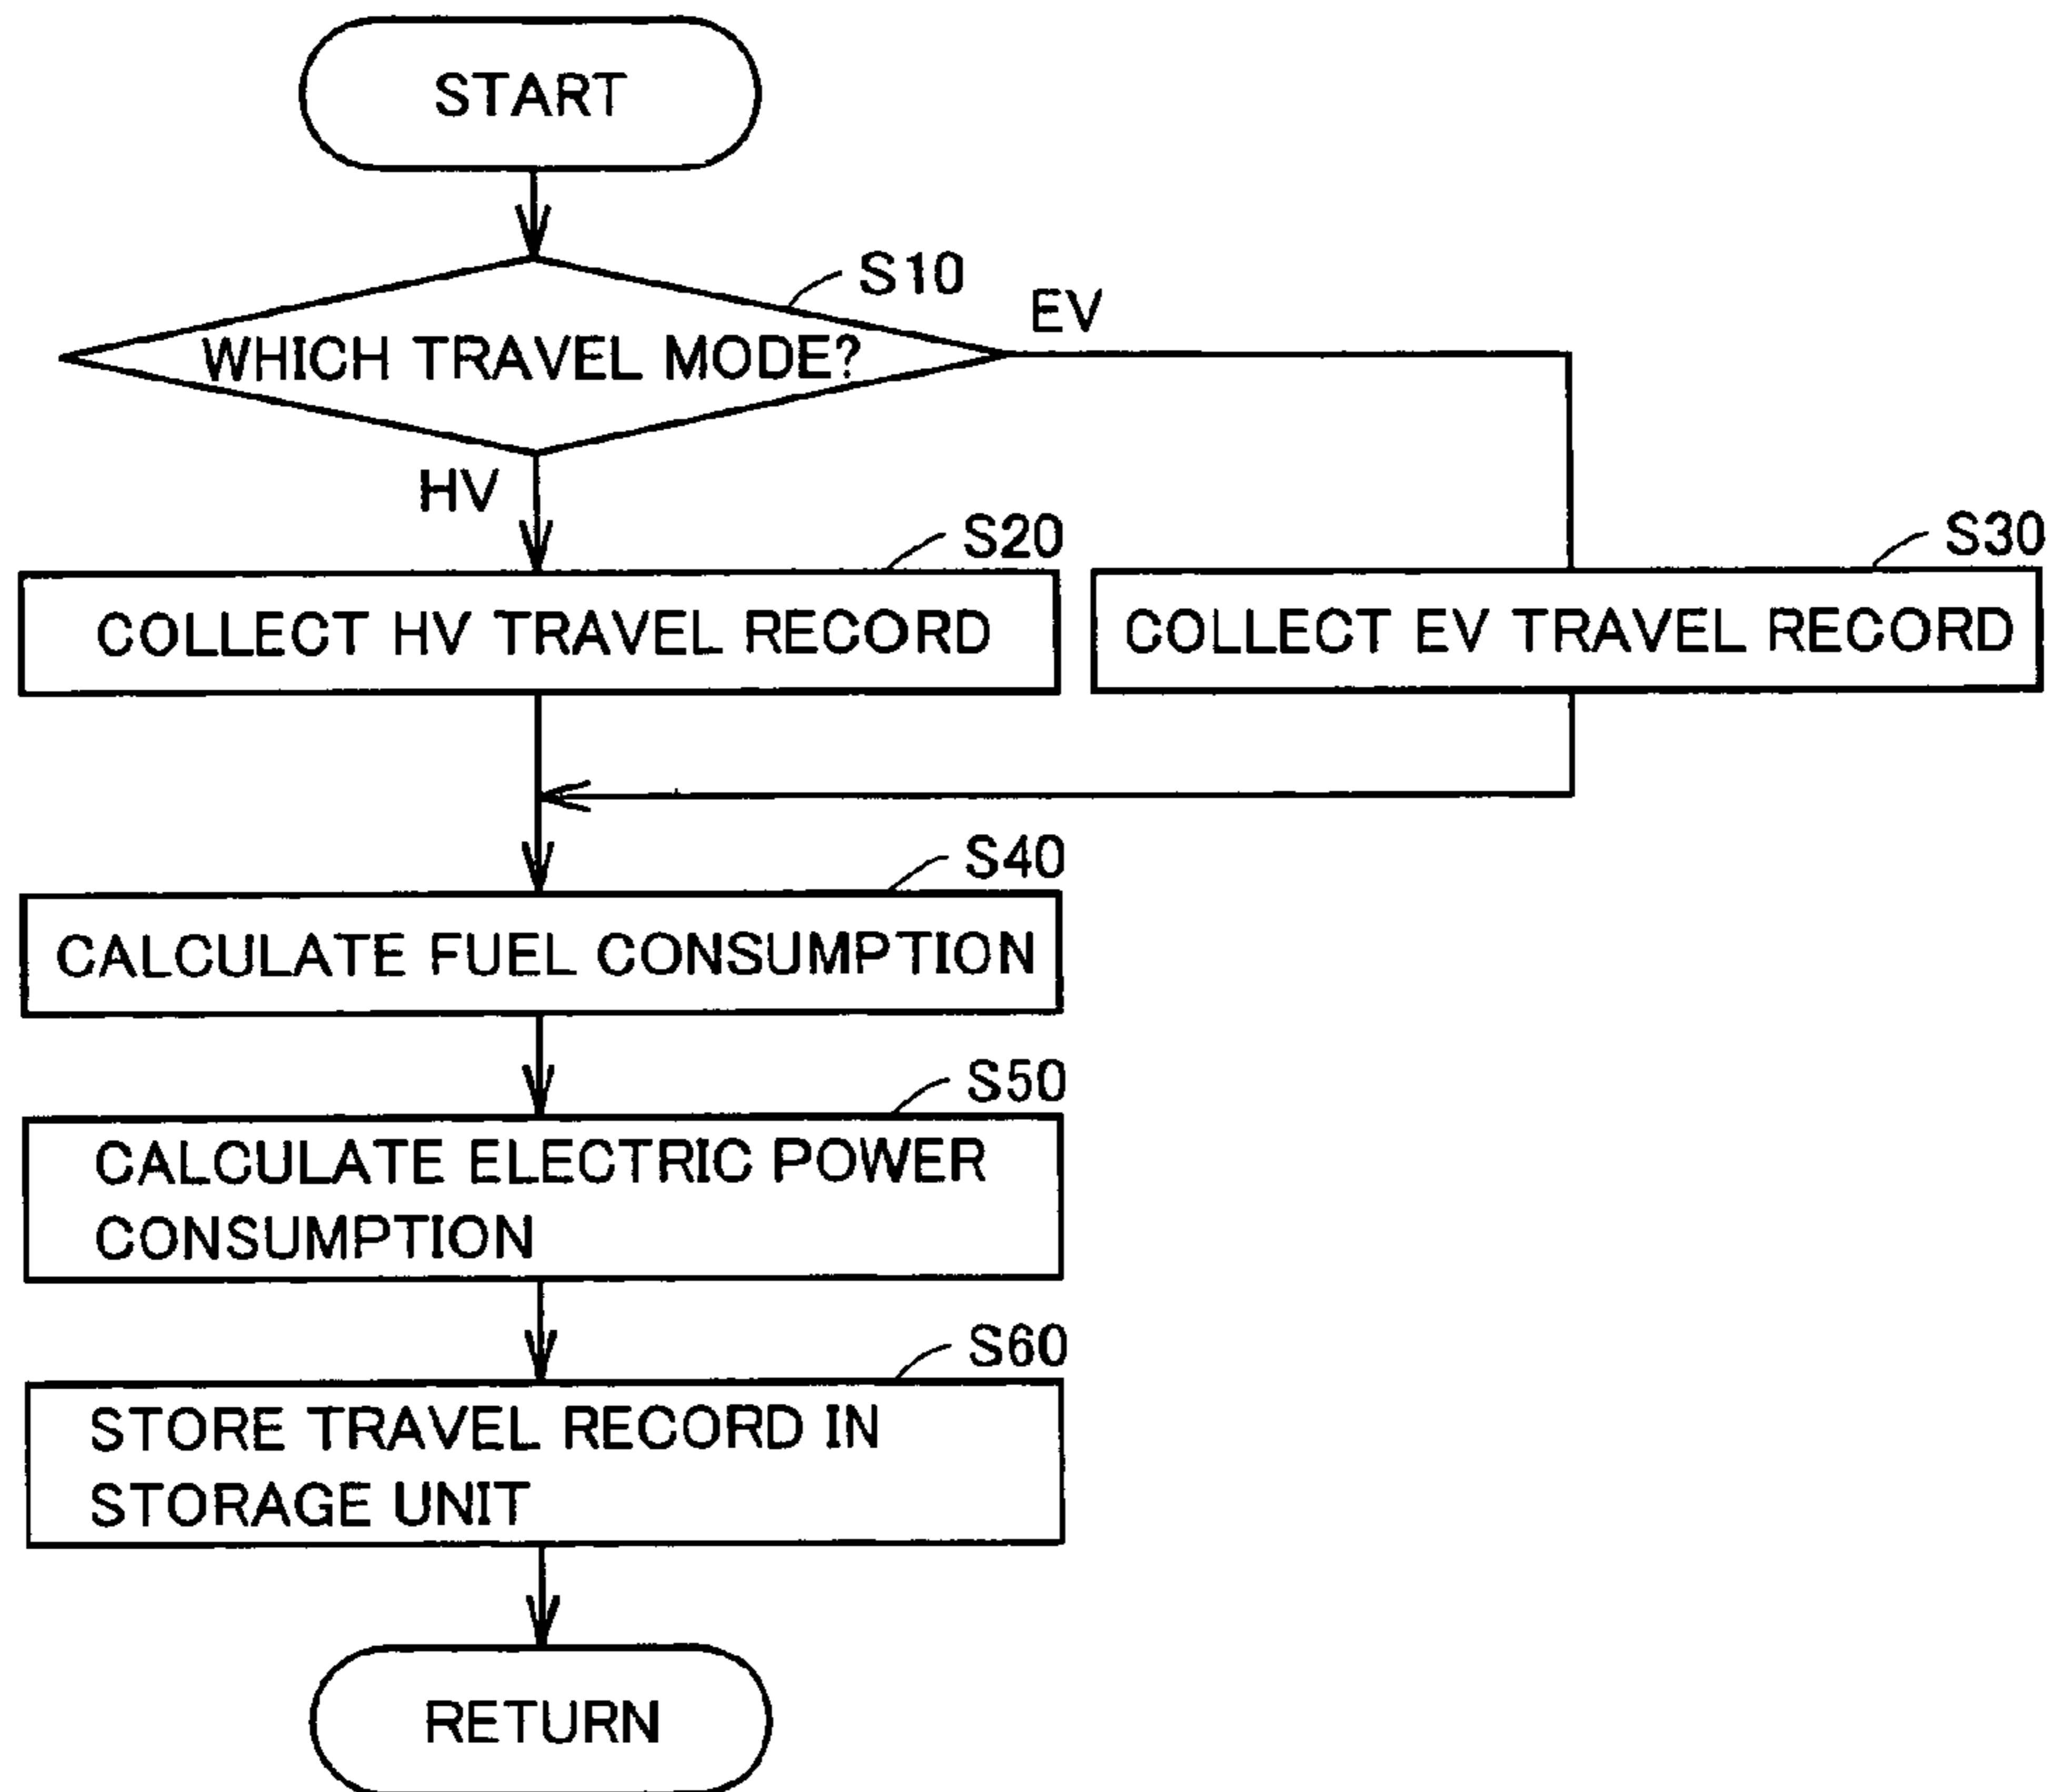 START
S10
EV
WHICH TRAVEL MODE?
HV
S20
S30
COLLECT HV TRAVEL RECORD
COLLECT EV TRAVEL RECORD
S40
CALCULATE FUEL CONSUMPTION
S50
CALCULATE ELECTRIC POWER
CONSUMPTION
S60
STORE TRAVEL RECORD IN
STORAGE UNIT
RETURN